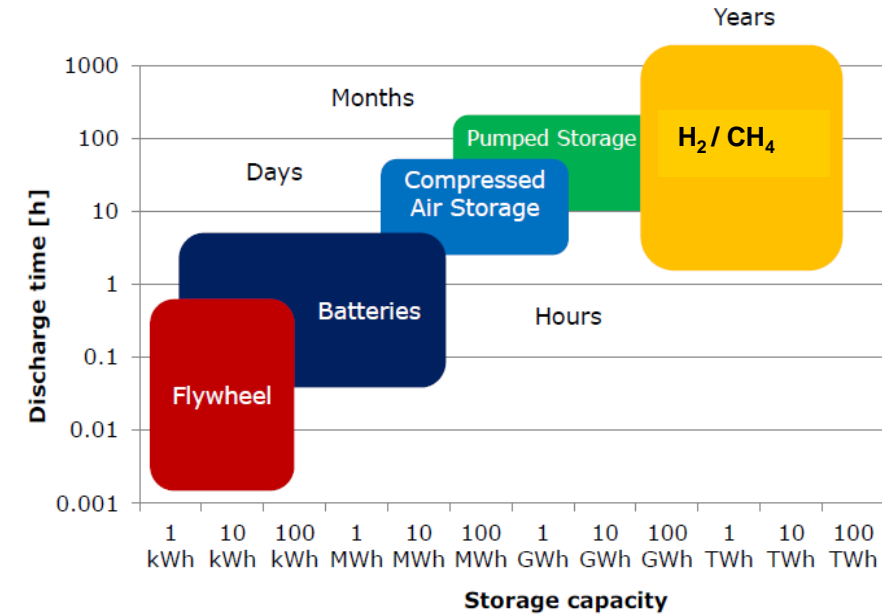 Years
1000
Months
100
Pumped Storage
H₂ / CH₄
Days
Compressed
Air Storage
10
1
Batteries
Hours
0.1
Flywheel
0.01
0.001
Discharge time [h]
1 10 100 1 10 100 1 10 100 1 10 100
kWh kWh kWh MWh MWh MWh GWh GWh GWh TWh TWh TWh
Storage capacity